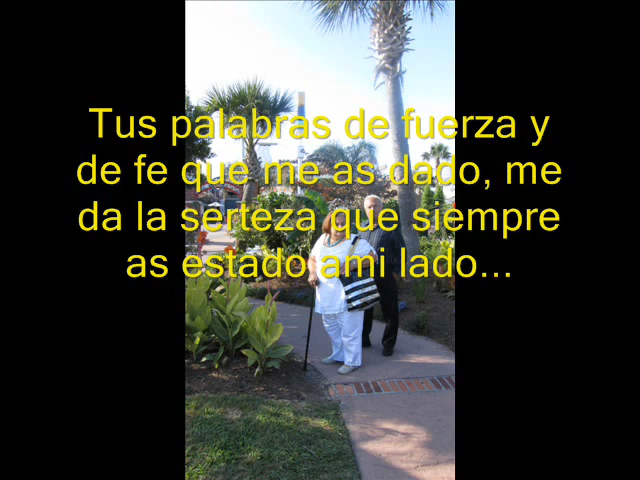 Tus palabras de fuerza y
de fe que me as dado, me
da la serteza que siempre
as estado ami lado...